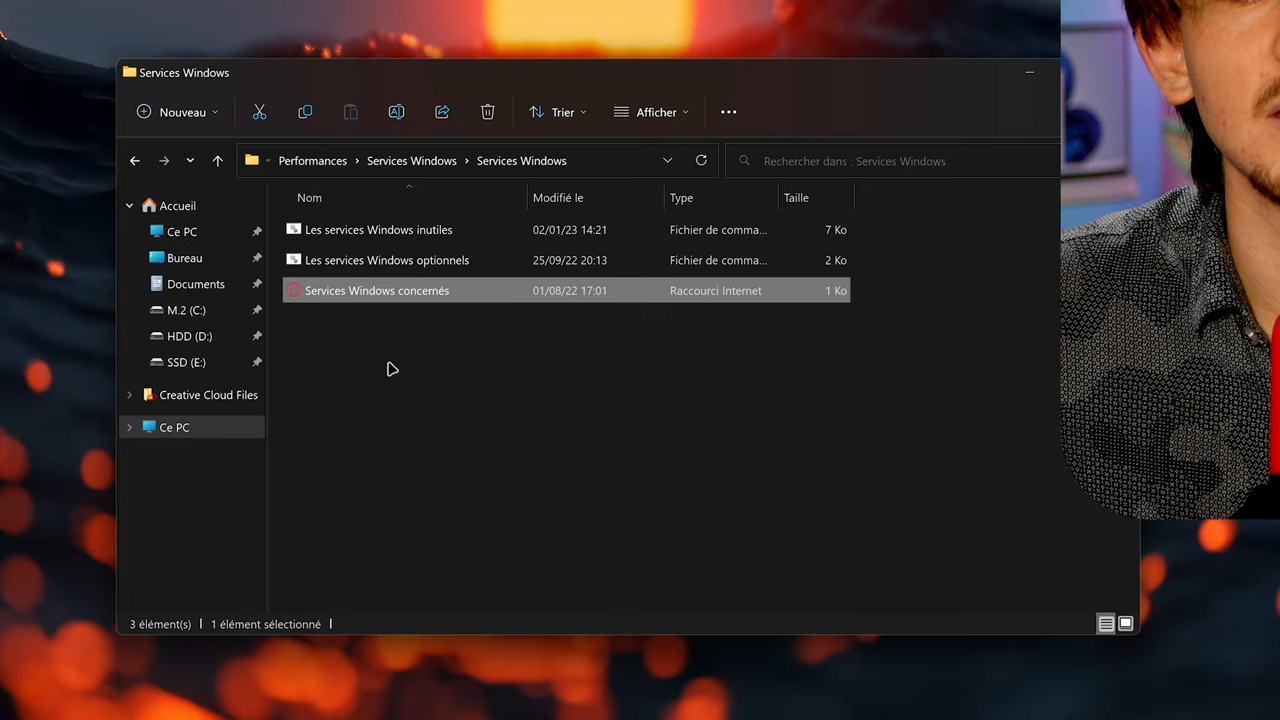 Services Windows
Nouveau
Trier
Afficher
«
Performances > Services Windows > Services Windows
Rechercher dans : Services Windows
Nom
Modifié le
Type
Taille
Accueil
Ce PC
Bureau
Documents
M.2 (C:)
HDD (D:)
SSD (E:)
Creative Cloud Files
Ce PC
Les services Windows inutiles 02/01/23 14:21 Fichier de comma... 7 Ko
Les services Windows optionnels 25/09/22 20:13 Fichier de comma... 2 Ko
Services Windows concernés 01/08/22 17:01 Raccourci Internet 1 Ko
3 élément(s) | 1 élément sélectionné |